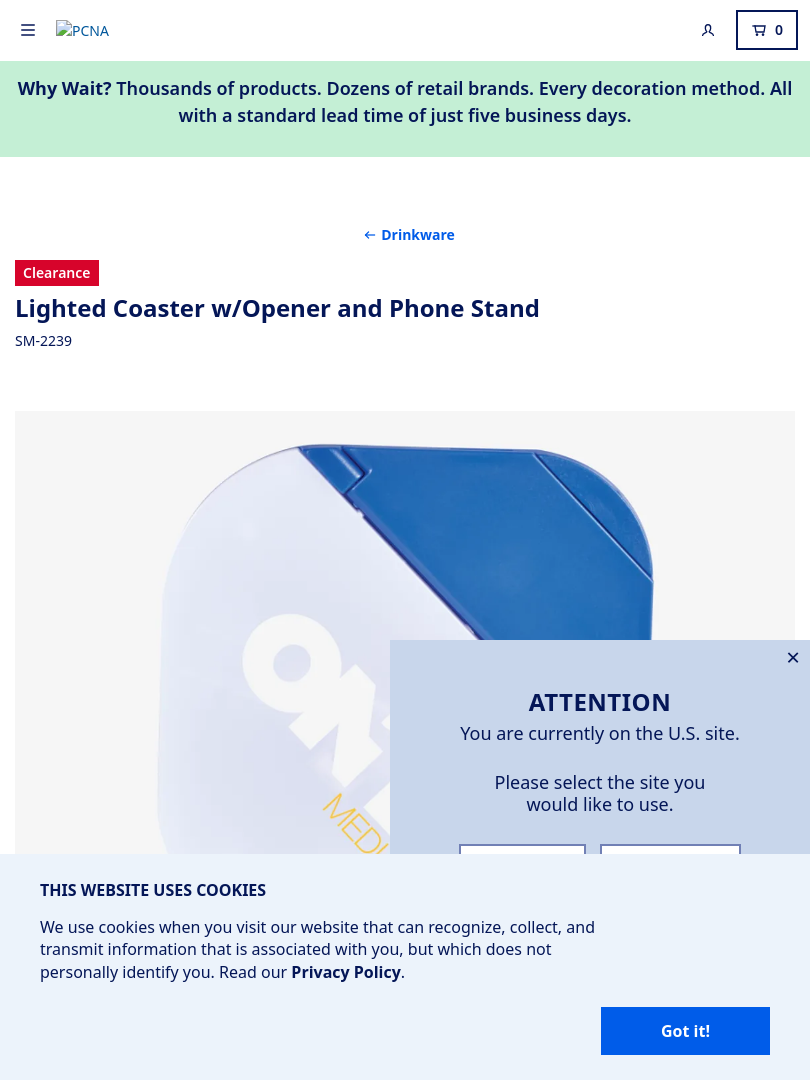 PCNA
0
Why Wait? Thousands of products. Dozens of retail brands. Every decoration method. All
with a standard lead time of just five business days.
← Drinkware
Clearance
Lighted Coaster w/Opener and Phone Stand
SM-2239
ATTENTION
You are currently on the U.S. site.
Please select the site you
would like to use.
THIS WEBSITE USES COOKIES
We use cookies when you visit our website that can recognize, collect, and
transmit information that is associated with you, but which does not
personally identify you. Read our Privacy Policy.
Got it!